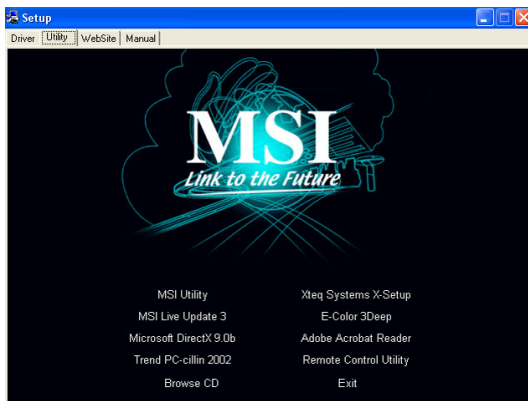 Setup
Driver Utility WebSite Manual
MSI
Link to the Future
MSI Utility Xteq Systems X-Setup
MSI Live Update 3 E-Color 3Deep
Microsoft DirectX 9.0b Adobe Acrobat Reader
Trend PC-cillin 2002 Remote Control Utility
Browse CD Exit